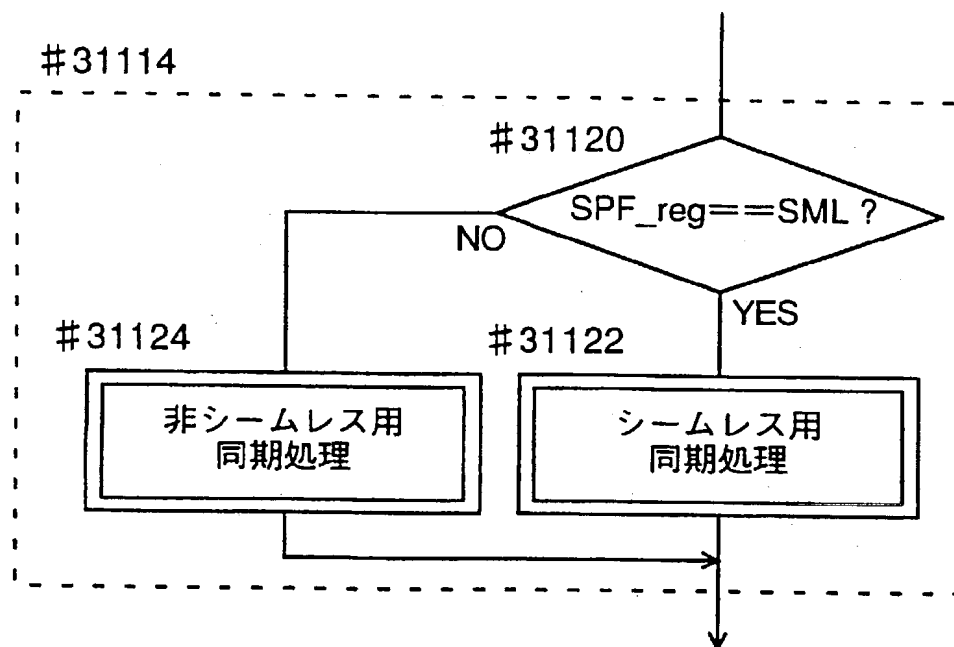 #31114
#31120
SPF_reg==SML?
NO
YES
#31124
#31122
非シームレス用
同期処理
シームレス用
同期処理